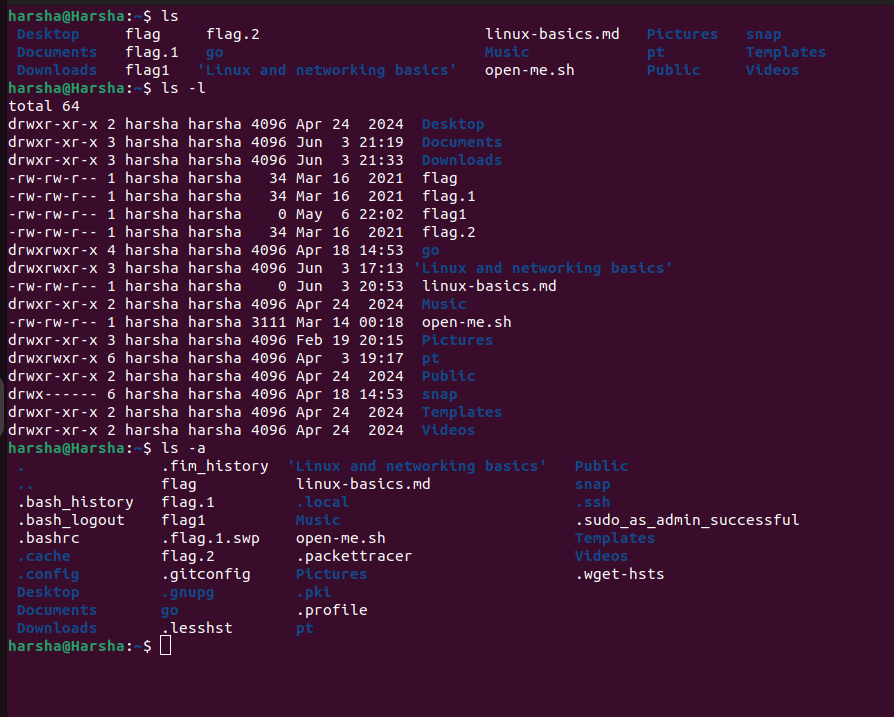 harsha@Harsha:~$ ls
Desktop flag flag.2 linux-basics.md Pictures snap
Documents flag.1 go Music pt Templates
Downloads flag1 'Linux and networking basics' open-me.sh Public Videos
harsha@Harsha:~$ ls -l
total 64
drwxr-xr-x 2 harsha harsha 4096 Apr 24 2024 Desktop
drwxr-xr-x 3 harsha harsha 4096 Jun 3 21:19 Documents
drwxr-xr-x 3 harsha harsha 4096 Jun 3 21:33 Downloads
-rw-rw-r-- 1 harsha harsha 34 Mar 16 2021 flag
-rw-rw-r-- 1 harsha harsha 34 Mar 16 2021 flag.1
-rw-rw-r-- 1 harsha harsha 0 May 6 22:02 flag1
-rw-rw-r-- 1 harsha harsha 34 Mar 16 2021 flag.2
drwxrwxr-x 4 harsha harsha 4096 Apr 18 14:53 go
drwxrwxr-x 3 harsha harsha 4096 Jun 3 17:13 'Linux and networking basics'
-rw-rw-r-- 1 harsha harsha 0 Jun 3 20:53 linux-basics.md
drwxr-xr-x 2 harsha harsha 4096 Apr 24 2024 Music
-rw-rw-r-- 1 harsha harsha 3111 Mar 14 00:18 open-me.sh
drwxr-xr-x 3 harsha harsha 4096 Feb 19 20:15 Pictures
drwxrwxr-x 6 harsha harsha 4096 Apr 3 19:17 pt
drwxr-xr-x 2 harsha harsha 4096 Apr 24 2024 Public
drwx------ 6 harsha harsha 4096 Apr 18 14:53 snap
drwxr-xr-x 2 harsha harsha 4096 Apr 24 2024 Templates
drwxr-xr-x 2 harsha harsha 4096 Apr 24 2024 Videos
harsha@Harsha:~$ ls -a
. .fim_history 'Linux and networking basics' Public
.. flag linux-basics.md snap
.bash_history flag.1 .local .ssh
.bash_logout flag1 Music .sudo_as_admin_successful
.bashrc .flag.1.swp open-me.sh Templates
.cache flag.2 .packettracer Videos
.config .gitconfig Pictures .wget-hsts
Desktop .gnupg .pki
Documents go .profile
Downloads .lesshst pt
harsha@Harsha:~$